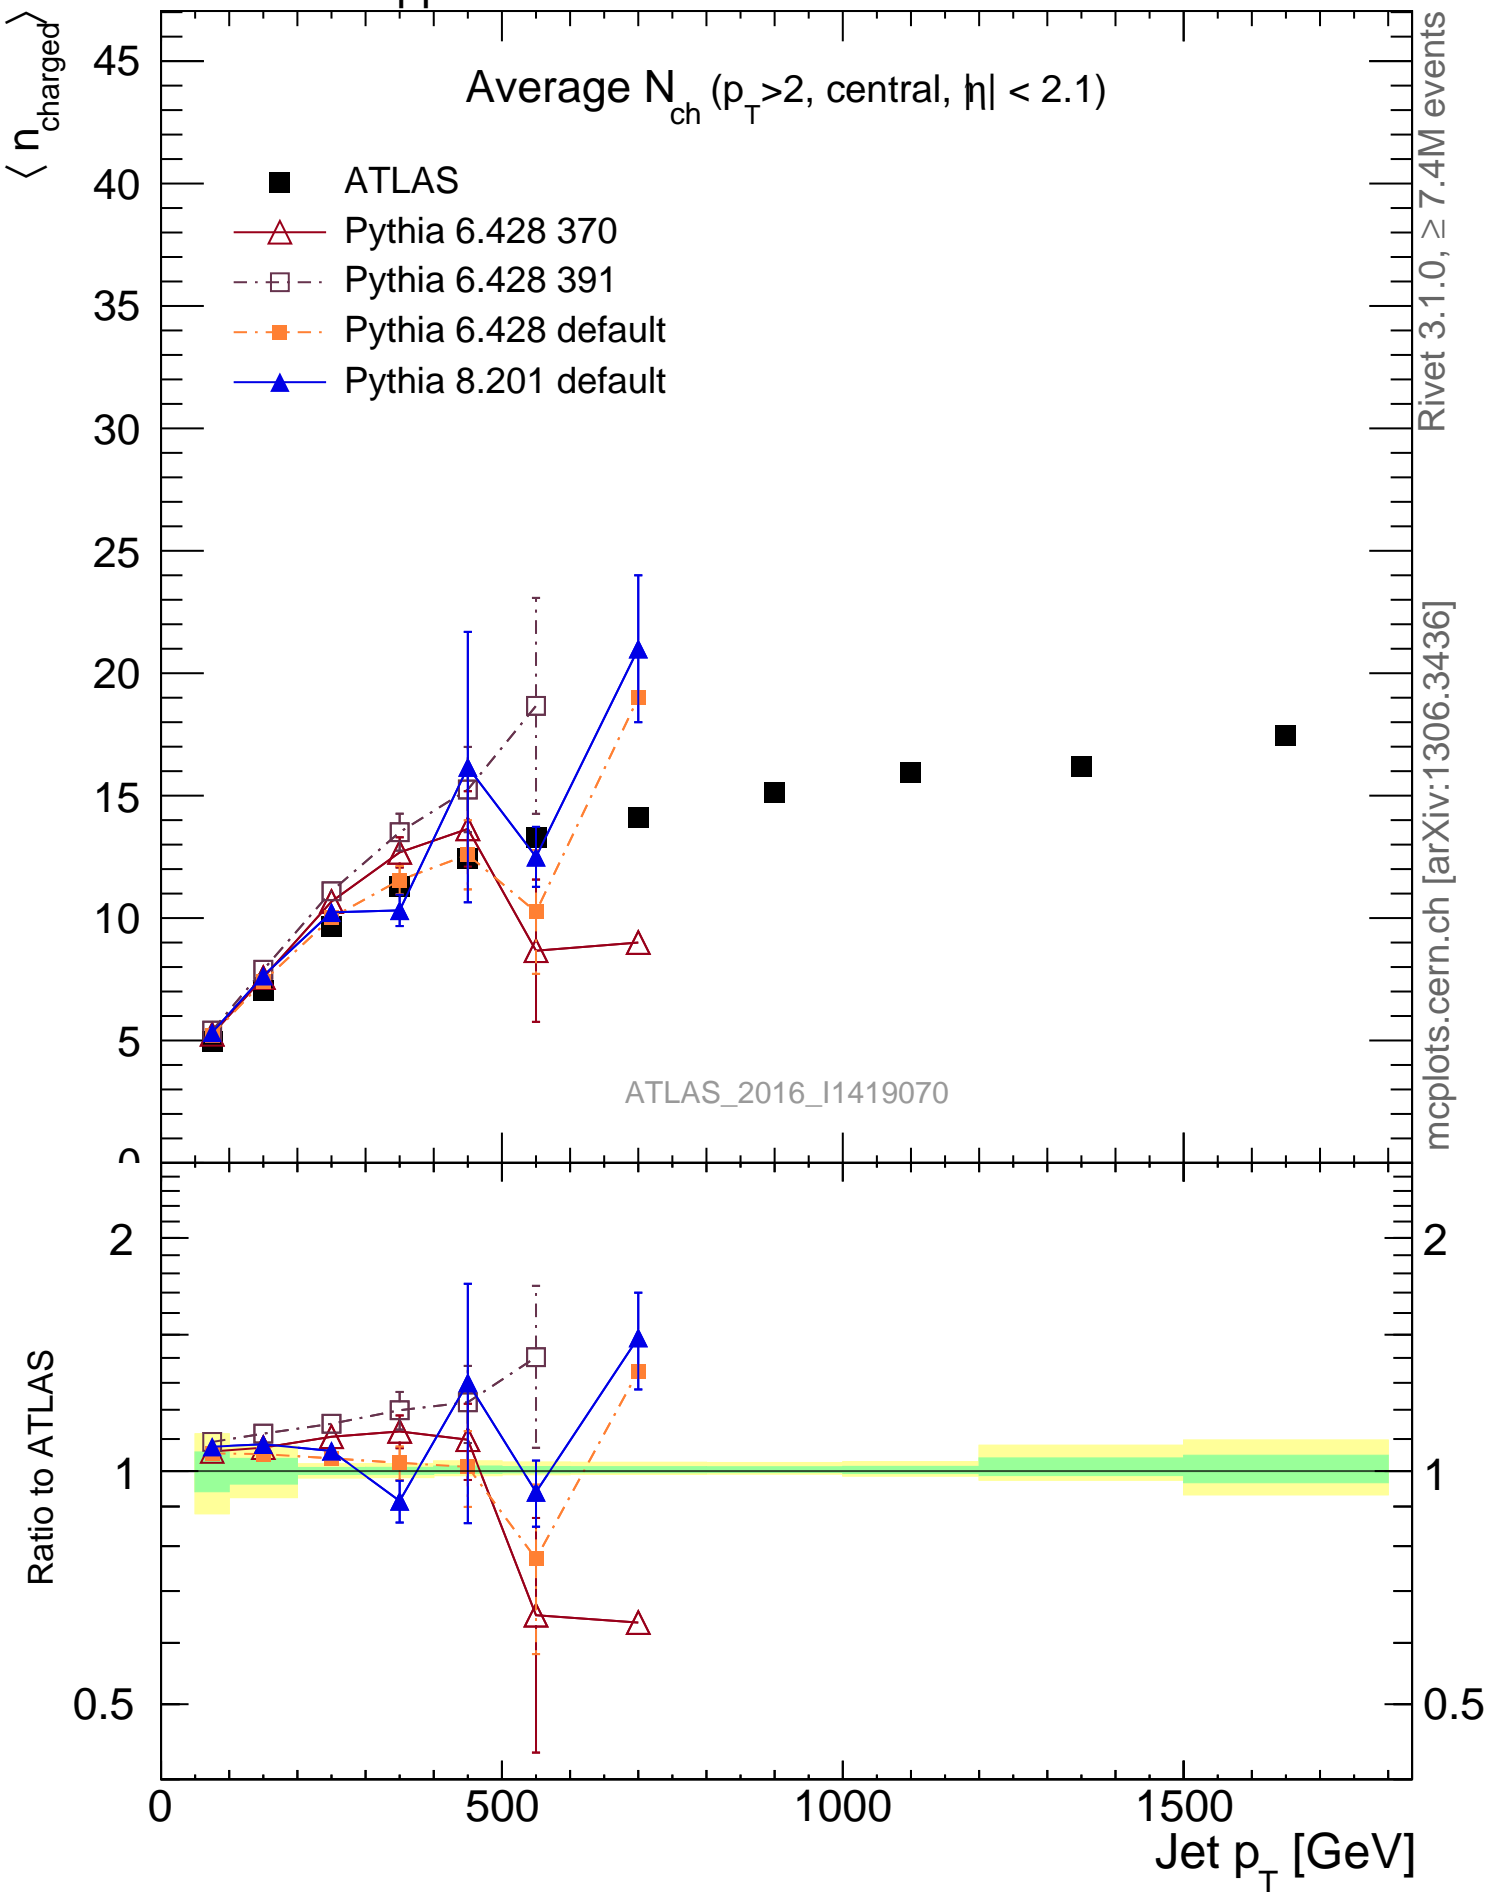 ⟨ n_charged ⟩
Average N_ch (p_T>2, central, |η| < 2.1)
ATLAS
Pythia 6.428 370
Pythia 6.428 391
Pythia 6.428 default
Pythia 8.201 default
45
40
35
30
25
20
15
10
5
0
ATLAS_2016_I1419070
Rivet 3.1.0, ≥ 7.4M events
mcplots.cern.ch [arXiv:1306.3436]
Ratio to ATLAS
2
1
0.5
2
1
0.5
0 500 1000 1500
Jet p_T [GeV]